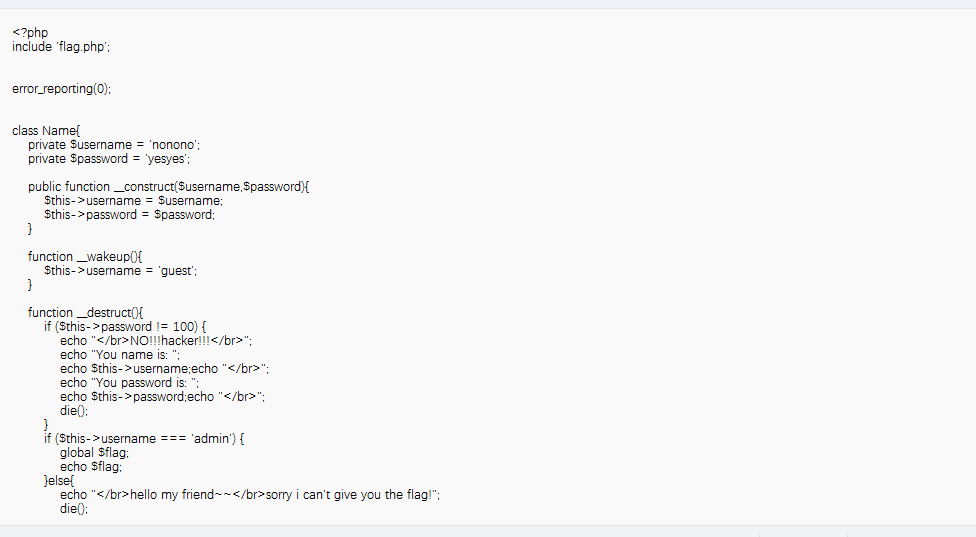 <?php
include 'flag.php';
error_reporting(0);
class Name{
private $username = 'nonono';
private $password = 'yesyes';
public function __construct($username,$password){
$this->username = $username;
$this->password = $password;
}
function __wakeup(){
$this->username = 'guest';
}
function __destruct(){
if ($this->password != 100) {
echo "</br>NO!!!hacker!!!</br>";
echo "You name is: ";
echo $this->username;echo "</br>";
echo "You password is: ";
echo $this->password;echo "</br>";
die();
}
if ($this->username === 'admin') {
global $flag;
echo $flag;
}else{
echo "</br>hello my friend~~</br>sorry i can't give you the flag!";
die();